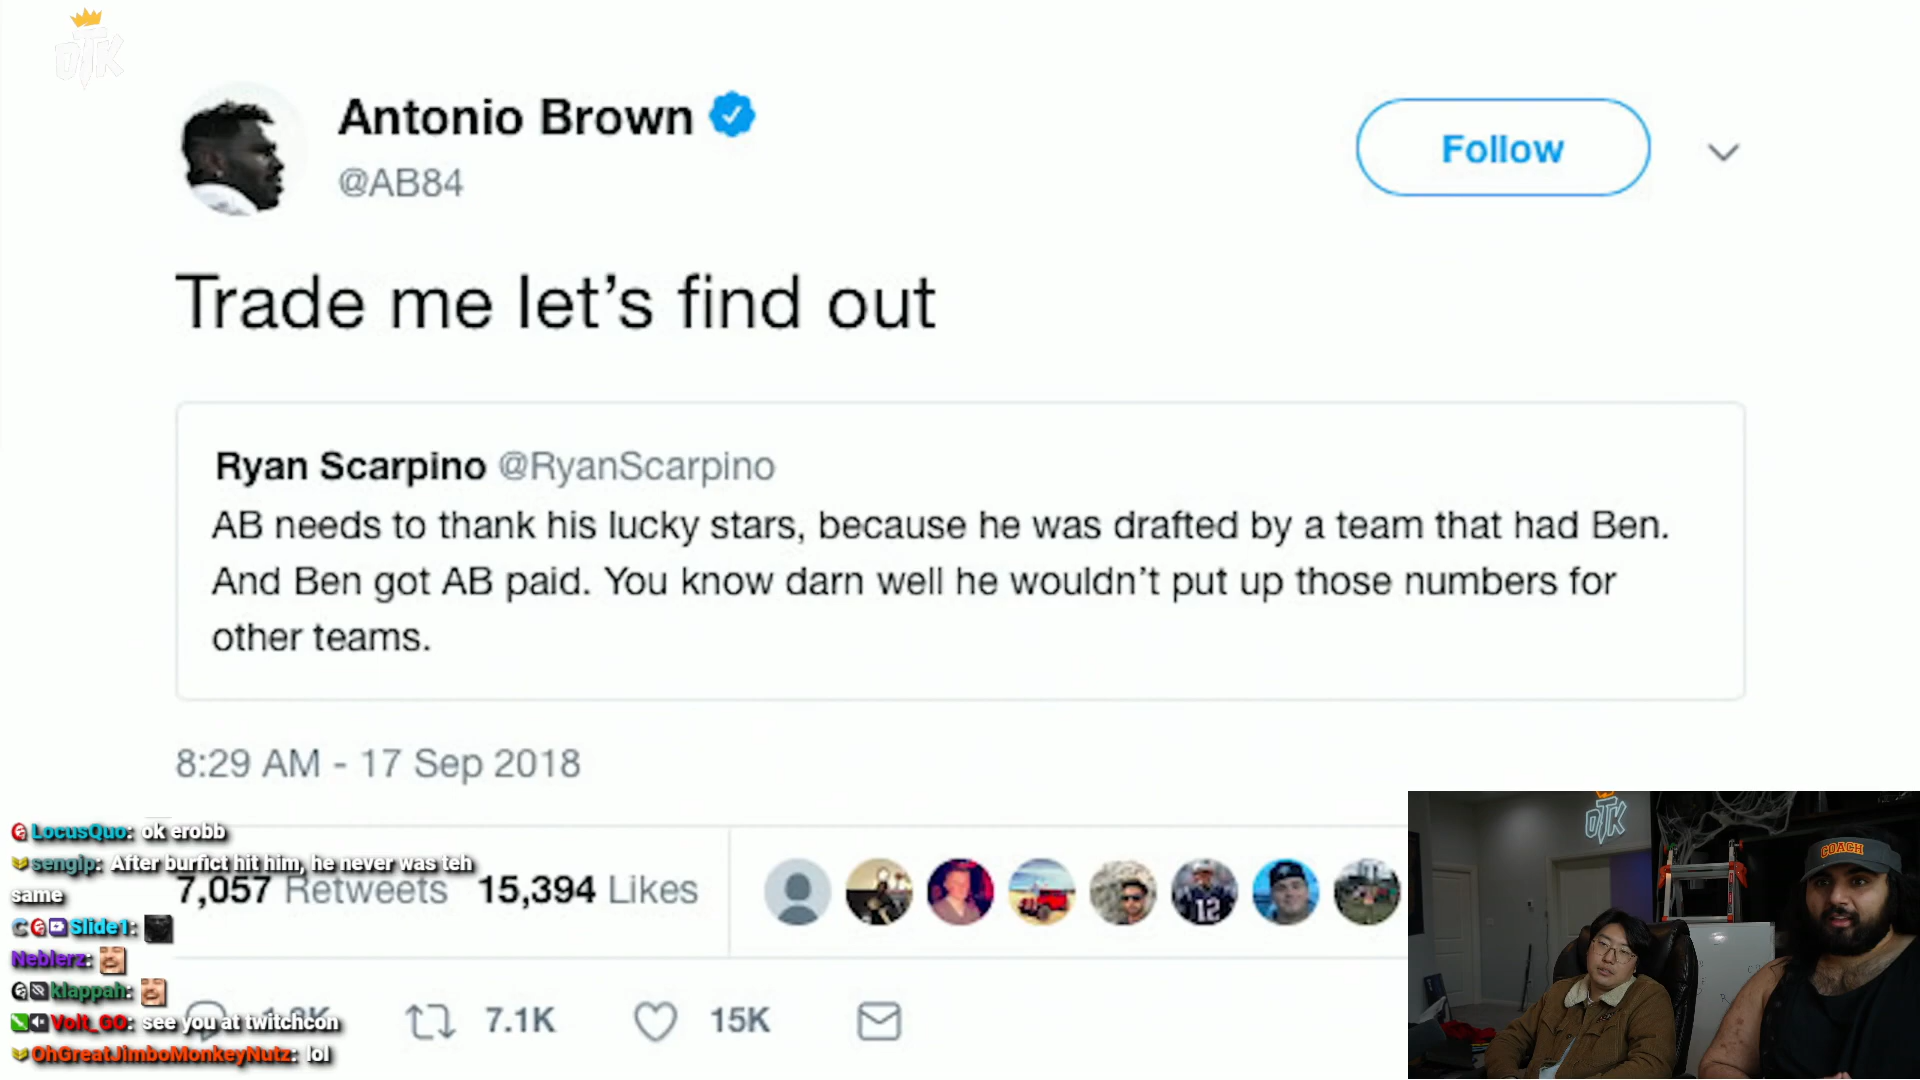 OTK
Antonio Brown
@AB84
Follow
Trade me let’s find out
Ryan Scarpino @RyanScarpino
AB needs to thank his lucky stars, because he was drafted by a team that had Ben.
And Ben got AB paid. You know darn well he wouldn’t put up those numbers for
other teams.
8:29 AM - 17 Sep 2018
7,057 Retweets 15,394 Likes
12
7.1K 15K
LocusQuo: ok erobb
sengip: After burfict hit him, he never was teh
same
Slide1:
Neblerz:
klappah:
Volt_GO: see you at twitchcon
OhGreatJimboMonkeyNutz: lol
OTK
COACH